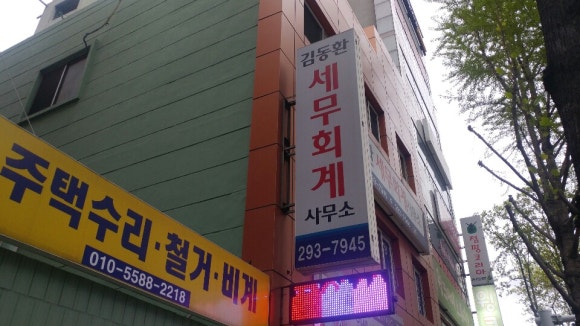 김동환
세무회계
사무소
293-7945
주택수리·철거·비계
010-5588-2218